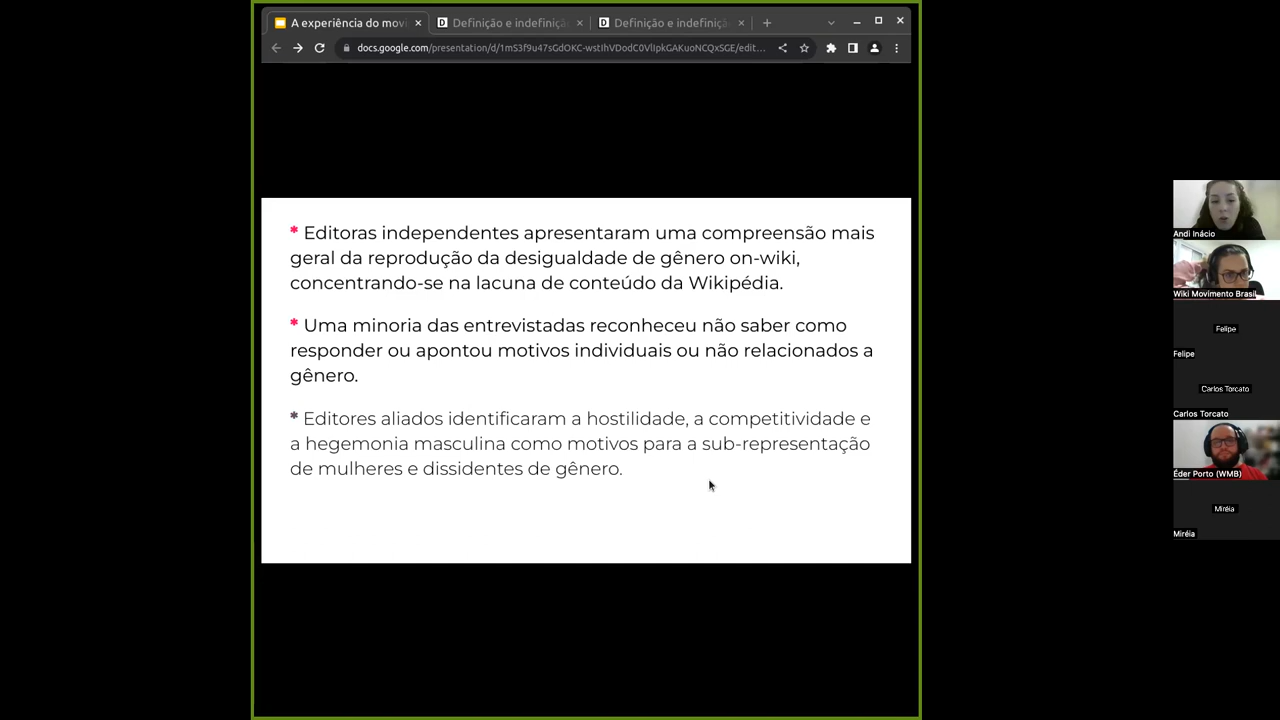 A experiência do mov
Definição e indefiniçã
Definição e indefiniçã
docs.google.com/presentation/d/1mS3f9u47sGdOKC-wstIhVDodC0VlIpkGAKuoNCQxSGE/edit...
* Editoras independentes apresentaram uma compreensão mais
geral da reprodução da desigualdade de gênero on-wiki,
concentrando-se na lacuna de conteúdo da Wikipédia.
* Uma minoria das entrevistadas reconheceu não saber como
responder ou apontou motivos individuais ou não relacionados a
gênero.
* Editores aliados identificaram a hostilidade, a competitividade e
a hegemonia masculina como motivos para a sub-representação
de mulheres e dissidentes de gênero.
Andi Inácio
Wiki Movimento Brasil
Felipe
Felipe
Carlos Torcato
Carlos Torcato
Éder Porto (WMB)
Miréia
Miréia